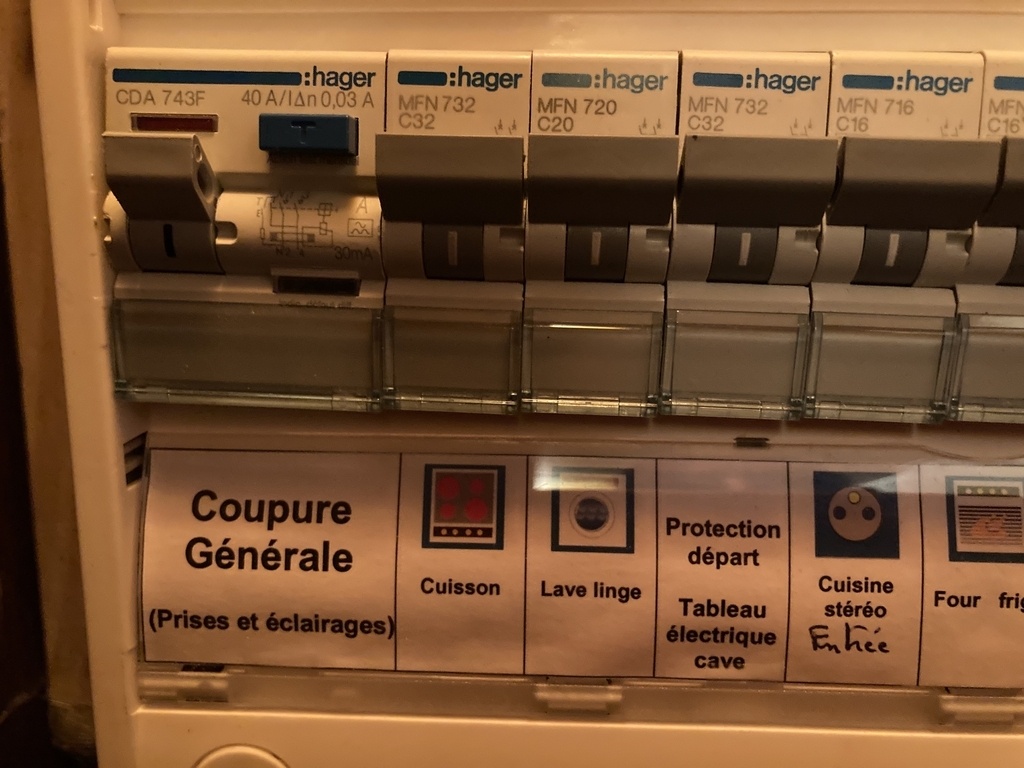 :hager :hager :hager :hager :hager
CDA 743F 40 A/IΔn 0,03 A MFN 732 MFN 720 MFN 732 MFN 716
C32 C20 C32 C16 C16
T
30mA
Coupure
Générale
(Prises et éclairages)
Cuisson
Lave linge
Protection
départ
Tableau
électrique
cave
Cuisine
stéréo
Entrée
Four